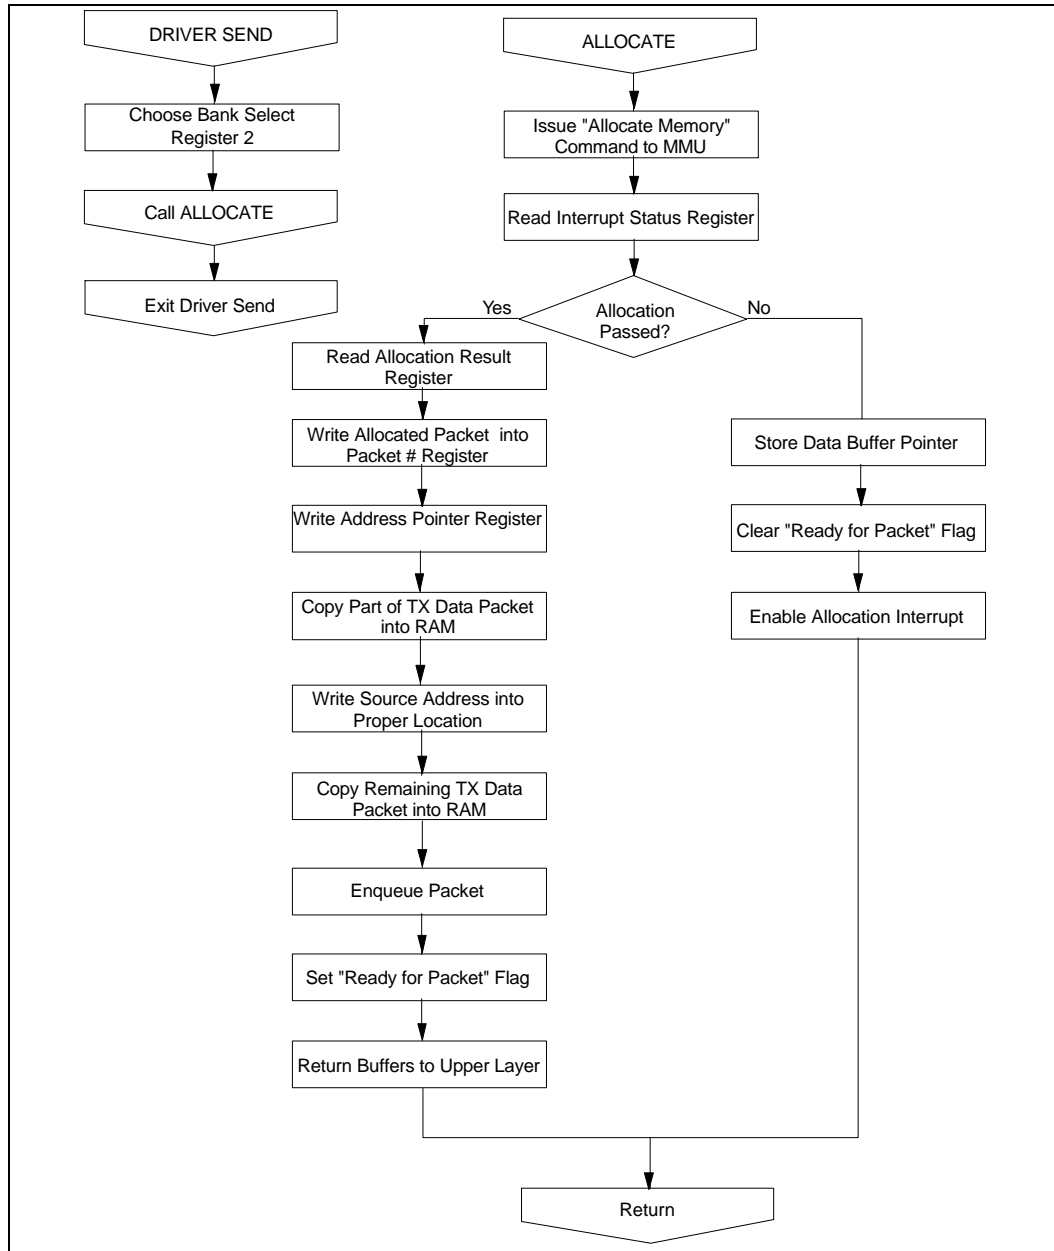 DRIVER SEND
Choose Bank Select
Register 2
Call ALLOCATE
Exit Driver Send
ALLOCATE
Issue "Allocate Memory"
Command to MMU
Read Interrupt Status Register
Allocation
Passed?
Yes
No
Read Allocation Result
Register
Write Allocated Packet into
Packet # Register
Write Address Pointer Register
Copy Part of TX Data Packet
into RAM
Write Source Address into
Proper Location
Copy Remaining TX Data
Packet into RAM
Enqueue Packet
Set "Ready for Packet" Flag
Return Buffers to Upper Layer
Store Data Buffer Pointer
Clear "Ready for Packet" Flag
Enable Allocation Interrupt
Return